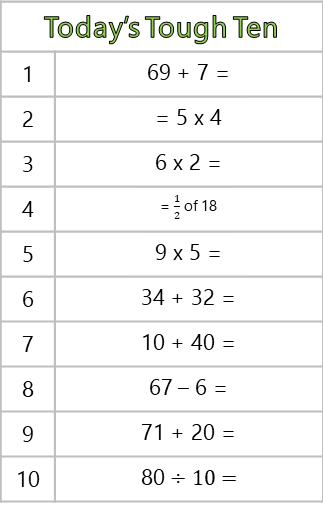 Today's Tough Ten
1 69 + 7 =
2 = 5 x 4
3 6 x 2 =
4 = 1/2 of 18
5 9 x 5 =
6 34 + 32 =
7 10 + 40 =
8 67 – 6 =
9 71 + 20 =
10 80 ÷ 10 =